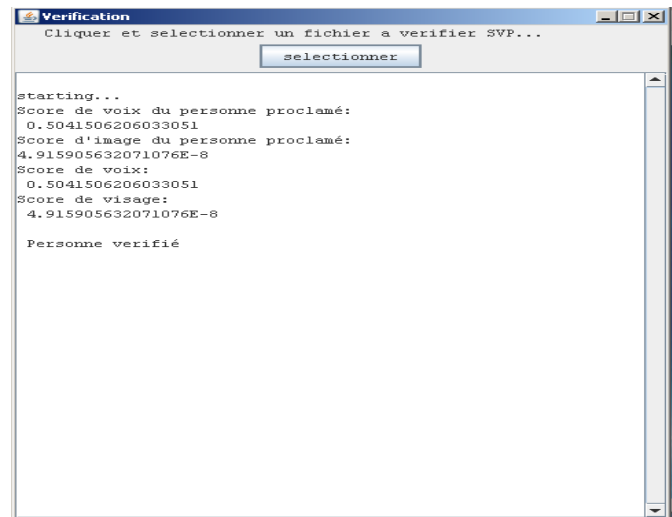 Verification
Cliquer et selectionner un fichier a verifier SVP...
selectionner
starting...
Score de voix du personne proclamé:
0.5041506206033051
Score d'image du personne proclamé:
4.915905632071076E-8
Score de voix:
0.5041506206033051
Score de visage:
4.915905632071076E-8
Personne verifié